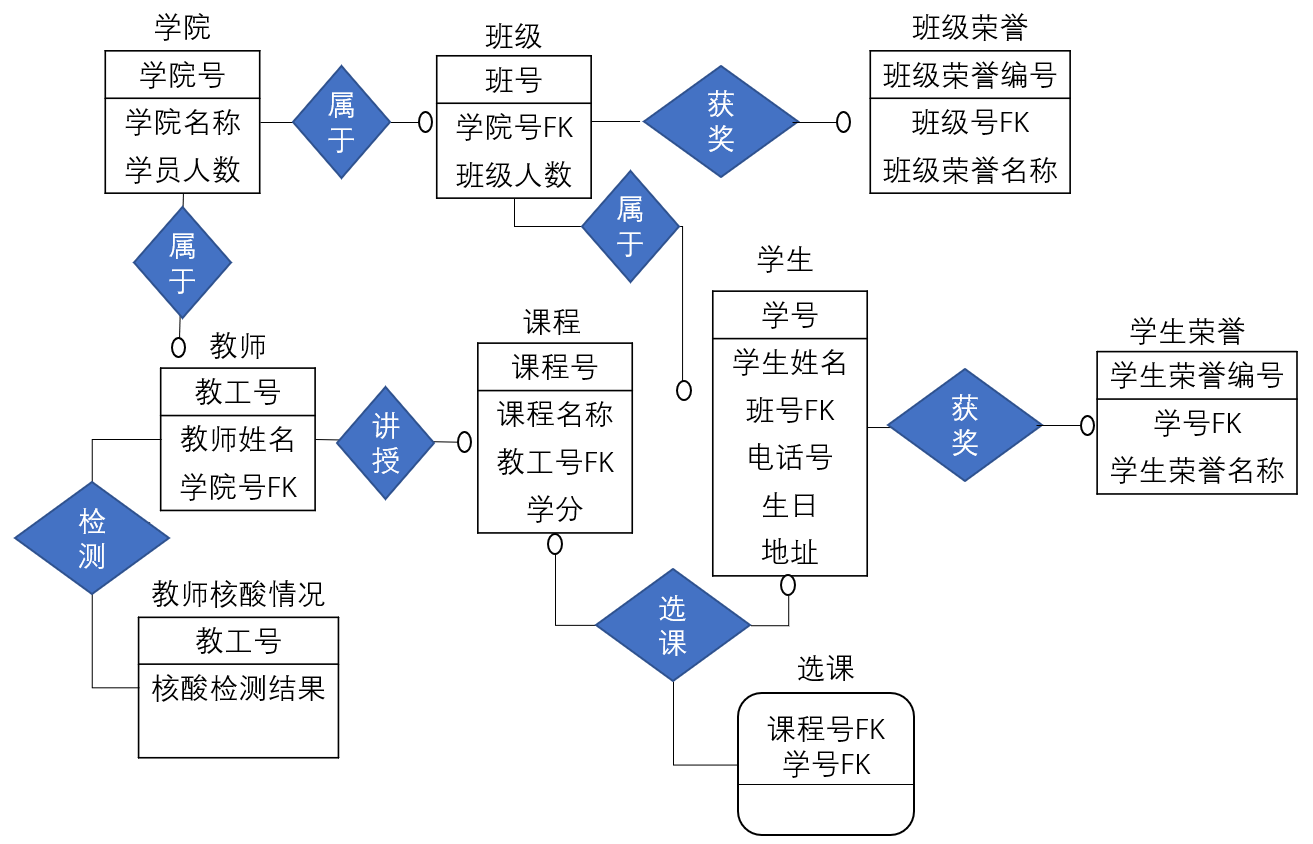 学院
学院号
学院名称
学员人数
属
于
班级
班号
学院号FK
班级人数
获
奖
班级荣誉
班级荣誉编号
班级号FK
班级荣誉名称
属
于
属
于
教师
教工号
教师姓名
学院号FK
讲
授
课程
课程号
课程名称
教工号FK
学分
学生
学号
学生姓名
班号FK
电话号
生日
地址
获
奖
学生荣誉
学生荣誉编号
学号FK
学生荣誉名称
检
测
教师核酸情况
教工号
核酸检测结果
选
课
选课
课程号FK
学号FK